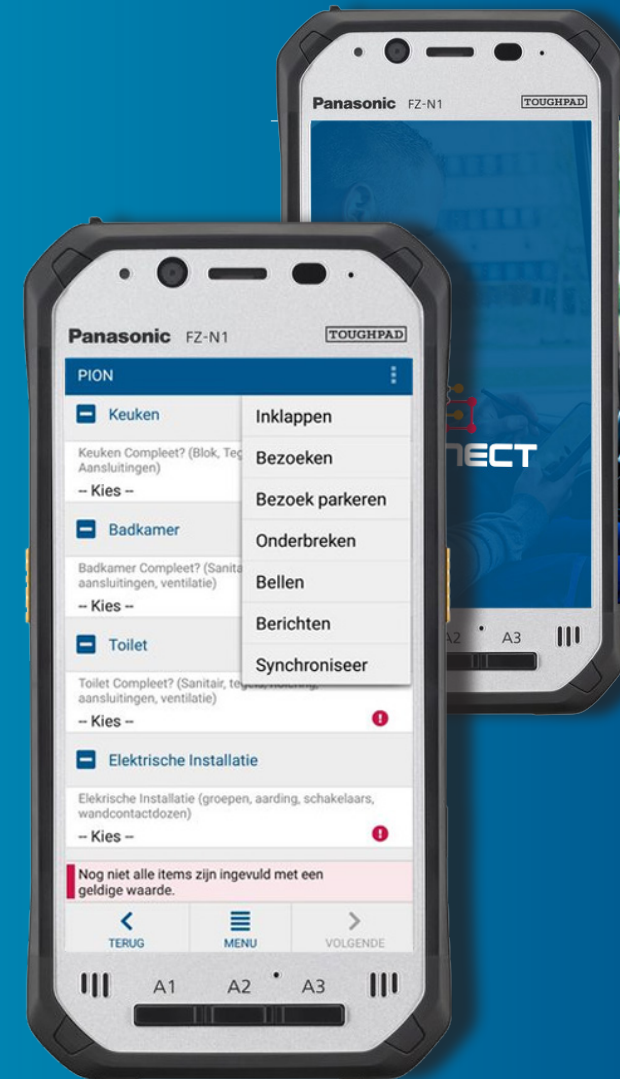 Panasonic FZ-N1 TOUGHPAD
NECT
A2 A3
Panasonic FZ-N1 TOUGHPAD
PION
Keuken
Keuken Compleet? (Blok,
Aansluitingen)
-- Kies --
Badkamer
Badkamer Compleet?
aansluitingen, ventilatie)
-- Kies --
Toilet
Toilet Compleet? (Sanitair,
aansluitingen, ventilatie)
-- Kies --
Elektrische Installatie
Elekrische Installatie (groepen, aarding, schakelaars,
wandcontactdozen)
-- Kies --
Inklappen
Bezoeken
Bezoek parkeren
Onderbreken
Bellen
Berichten
Synchroniseer
Nog niet alle items zijn ingevuld met een
geldige waarde.
TERUG MENU VOLGENDE
A1 A2 A3